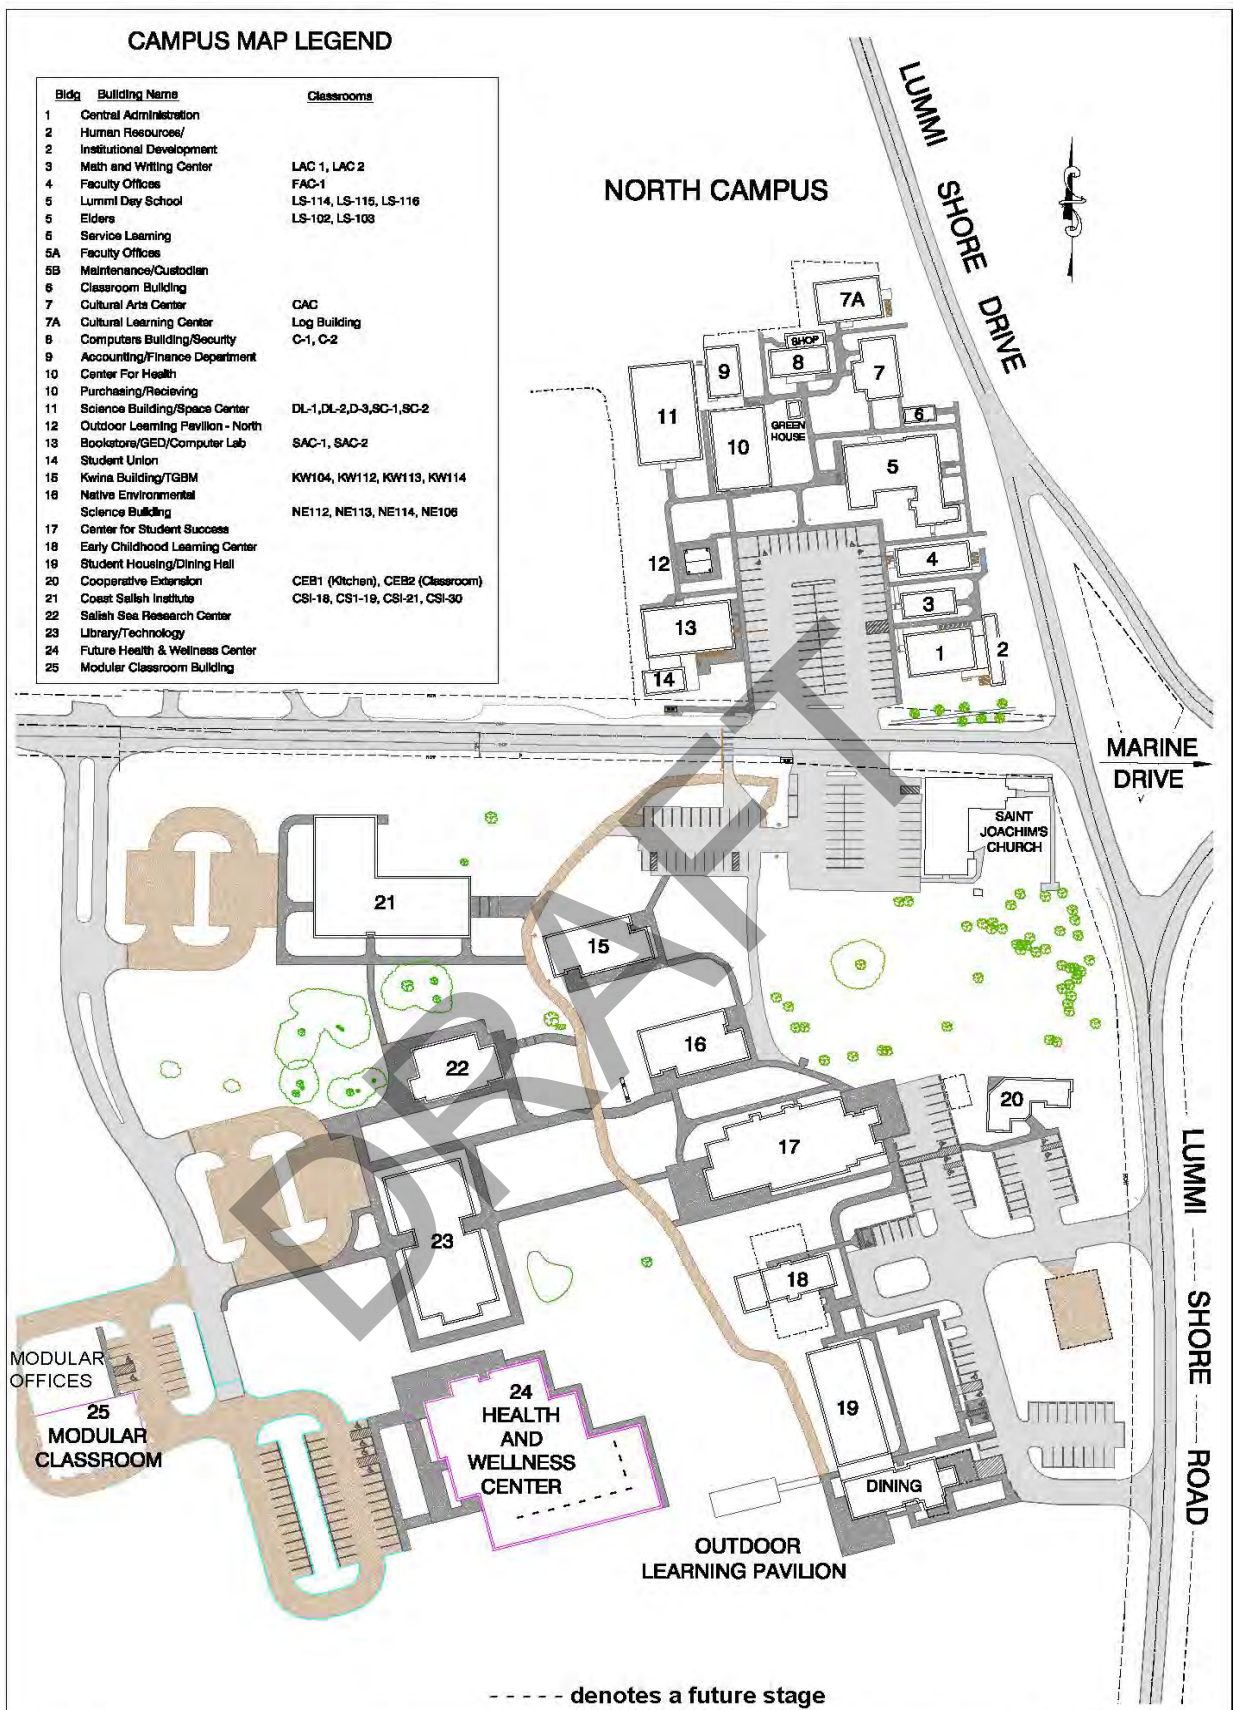 CAMPUS MAP LEGEND
Bldg Building Name Classrooms
1 Central Administration
2 Human Resources/
2 Institutional Development
3 Math and Writing Center LAC 1, LAC 2
4 Faculty Offices FAC-1
5 Lummi Day School LS-114, LS-115, LS-116
5 Elders LS-102, LS-103
5 Service Learning
5A Faculty Offices
5B Maintenance/Custodian
6 Classroom Building
7 Cultural Arts Center CAC
7A Cultural Learning Center Log Building
8 Computers Building/Security C-1, C-2
9 Accounting/Finance Department
10 Center For Health
10 Purchasing/Recieving
11 Science Building/Space Center DL-1,DL-2,D-3,SC-1,SC-2
12 Outdoor Learning Pavilion - North
13 Bookstore/GED/Computer Lab SAC-1, SAC-2
14 Student Union
15 Kwina Building/TGBM KW104, KW112, KW113, KW114
16 Native Environmental
Science Building NE112, NE113, NE114, NE106
17 Center for Student Success
18 Early Childhood Learning Center
19 Student Housing/Dining Hall
20 Cooperative Extension CEB1 (Kitchen), CEB2 (Classroom)
21 Coast Salish Institute CSI-18, CS1-19, CSI-21, CSI-30
22 Salish Sea Research Center
23 Library/Technology
24 Future Health & Wellness Center
25 Modular Classroom Building
NORTH CAMPUS
LUMMI SHORE DRIVE
7A
SHOP
8
9
7
11
10
GREEN
HOUSE
6
5
12
4
3
13
1
2
14
MARINE
DRIVE
SAINT
JOACHIM'S
CHURCH
21
15
16
22
20
17
23
18
LUMMI SHORE ROAD
MODULAR
OFFICES
25
MODULAR
CLASSROOM
24
HEALTH
AND
WELLNESS
CENTER
19
DINING
OUTDOOR
LEARNING PAVILION
DRAFT
- - - - - denotes a future stage